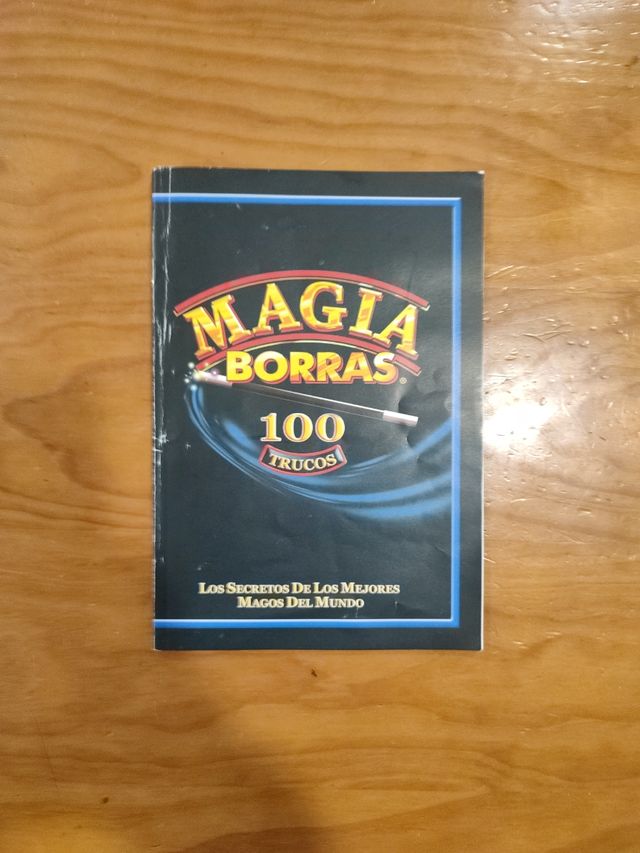 MAGIA
BORRAS®
100
TRUCOS
LOS SECRETOS DE LOS MEJORES
MAGOS DEL MUNDO